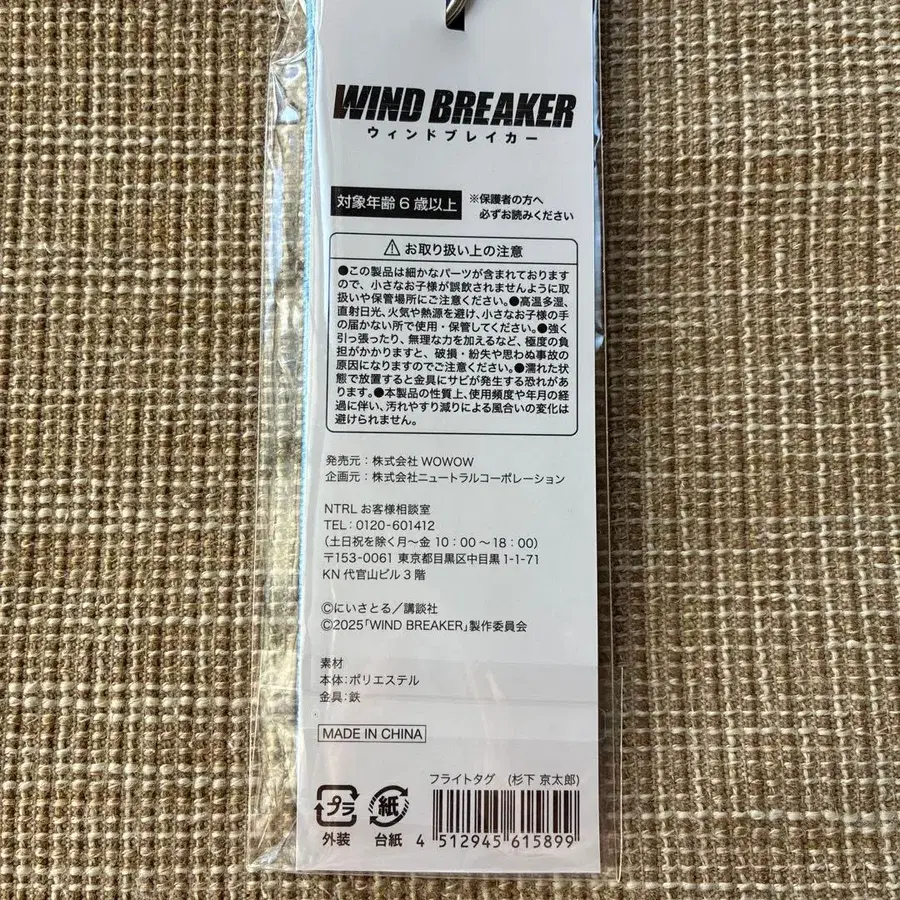 WIND BREAKER
ウィンドブレイカー
対象年齢6歳以上
※保護者の方へ
必ずお読みください
⚠お取り扱い上の注意
●この製品は細かなパーツが含まれております
ので、小さなお子様が誤飲されませんように取
扱いや保管場所にご注意ください。●高温多湿、
直射日光、火気や熱源を避け、小さなお子様の手
の届かない所で使用・保管してください。●強く
引っ張ったり、無理な力を加えるなど、極度の負
担がかかりますと、破損・紛失や思わぬ事故の
原因になりますのでご注意ください。●濡れた状
態で放置すると金具にサビが発生する恐れがあ
ります。●本製品の性質上、使用頻度や年月の経
過に伴い、汚れやすり減りによる風合いの変化は
避けられません。
発売元：株式会社WOWOW
企画元：株式会社ニュートラルコーポレーション
NTRL お客様相談室
TEL：0120-601412
（土日祝を除く月〜金 10：00〜18：00）
〒153-0061 東京都目黒区中目黒1-1-71
KN 代官山ビル3階
©にいさとる／講談社
©2025「WIND BREAKER」製作委員会
素材
本体：ポリエステル
金具：鉄
MADE IN CHINA
フライトタグ （杉下 京太郎）
プラ
外装
紙
台紙
4 512945 615899